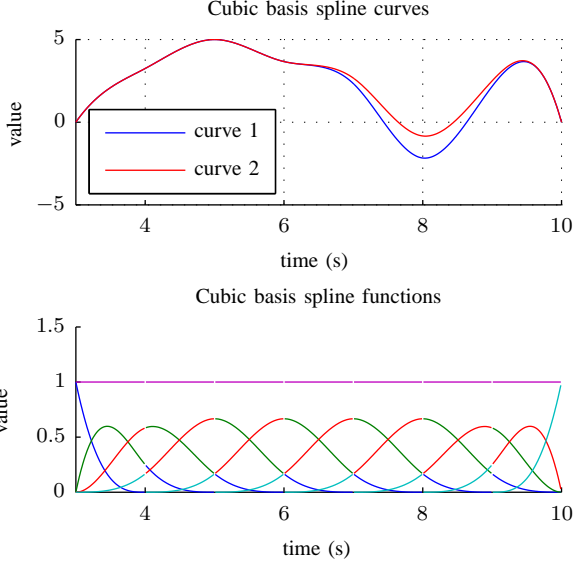 Cubic basis spline curves
5
0
−5
value
curve 1
curve 2
4
6
8
10
time (s)
Cubic basis spline functions
1.5
1
0.5
0
value
4
6
8
10
time (s)